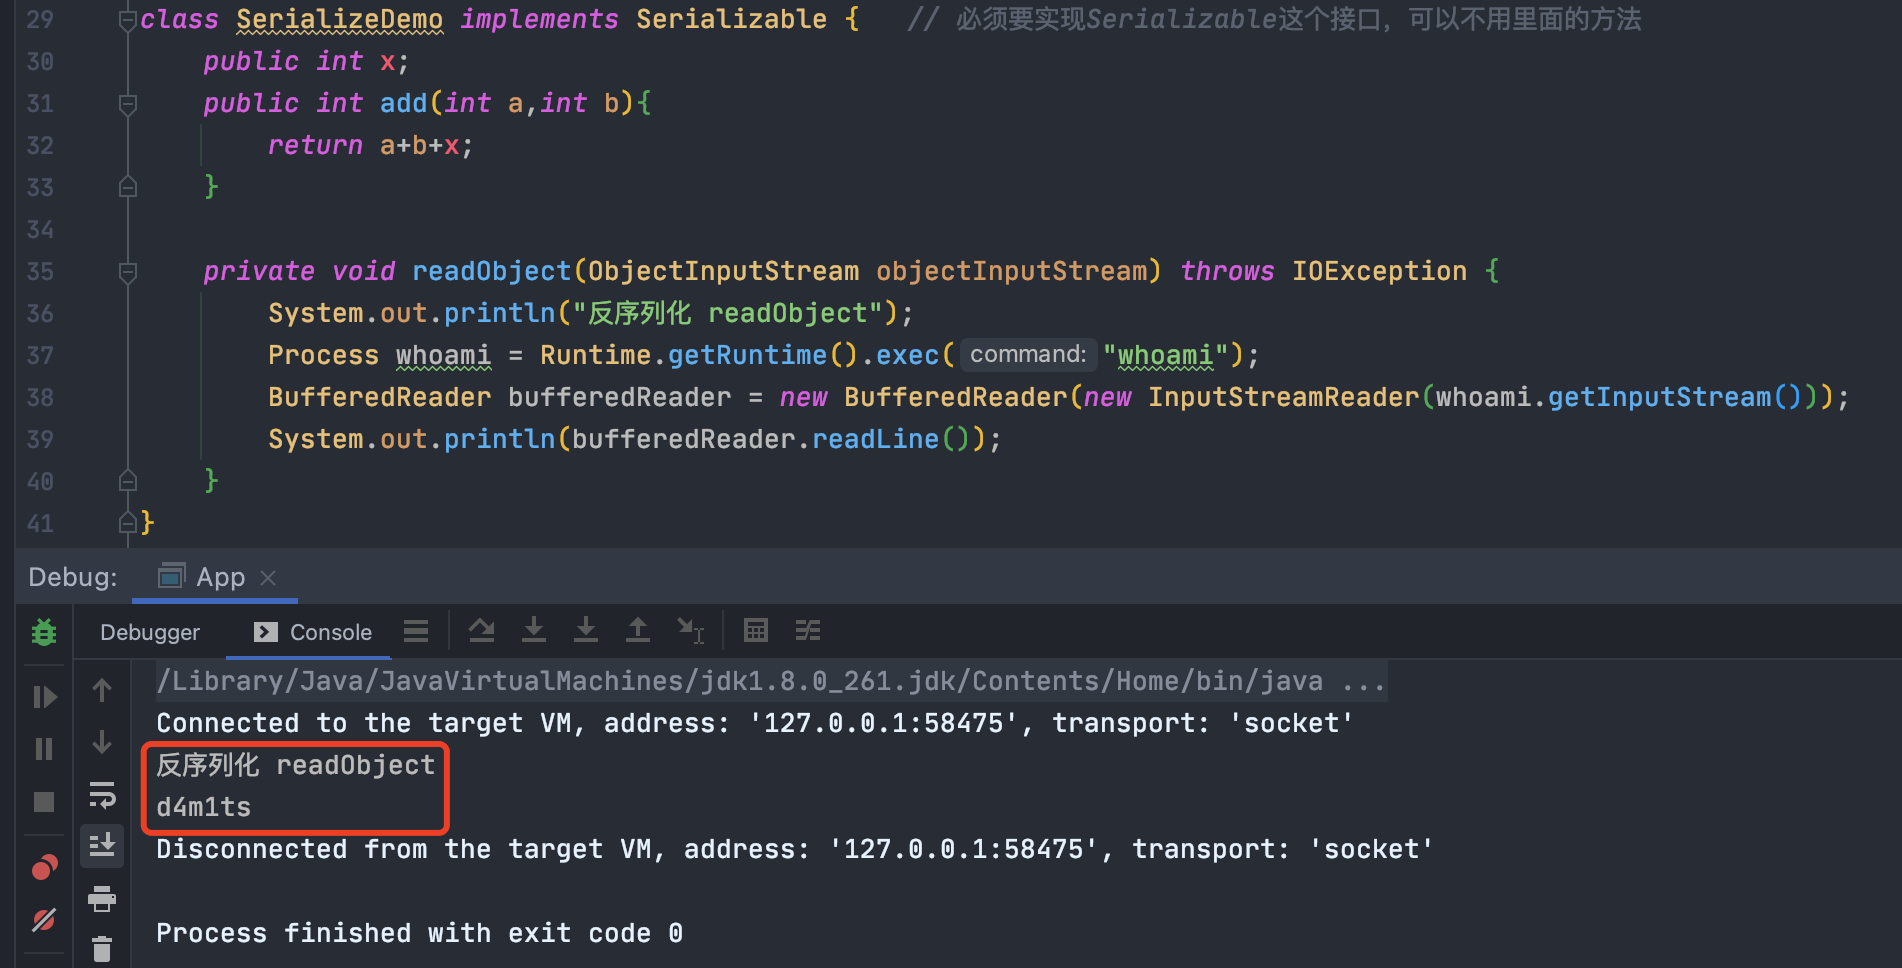 29 class SerializeDemo implements Serializable {   // 必须要实现Serializable这个接口，可以不用里面的方法
30     public int x;
31     public int add(int a,int b){
32         return a+b+x;
33     }
34
35     private void readObject(ObjectInputStream objectInputStream) throws IOException {
36         System.out.println("反序列化 readObject");
37         Process whoami = Runtime.getRuntime().exec( command: "whoami");
38         BufferedReader bufferedReader = new BufferedReader(new InputStreamReader(whoami.getInputStream()));
39         System.out.println(bufferedReader.readLine());
40     }
41 }
Debug: App
Debugger Console
/Library/Java/JavaVirtualMachines/jdk1.8.0_261.jdk/Contents/Home/bin/java ...
Connected to the target VM, address: '127.0.0.1:58475', transport: 'socket'
反序列化 readObject
d4m1ts
Disconnected from the target VM, address: '127.0.0.1:58475', transport: 'socket'
Process finished with exit code 0